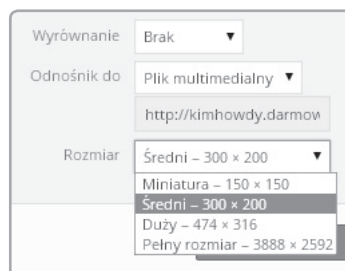 Wyrównanie Brak
Odnośnik do Plik multimedialny
http://kimhowdy.darmow
Rozmiar Średni – 300 × 200
Miniatura – 150 × 150
Średni – 300 × 200
Duży – 474 × 316
Pełny rozmiar – 3888 × 2592